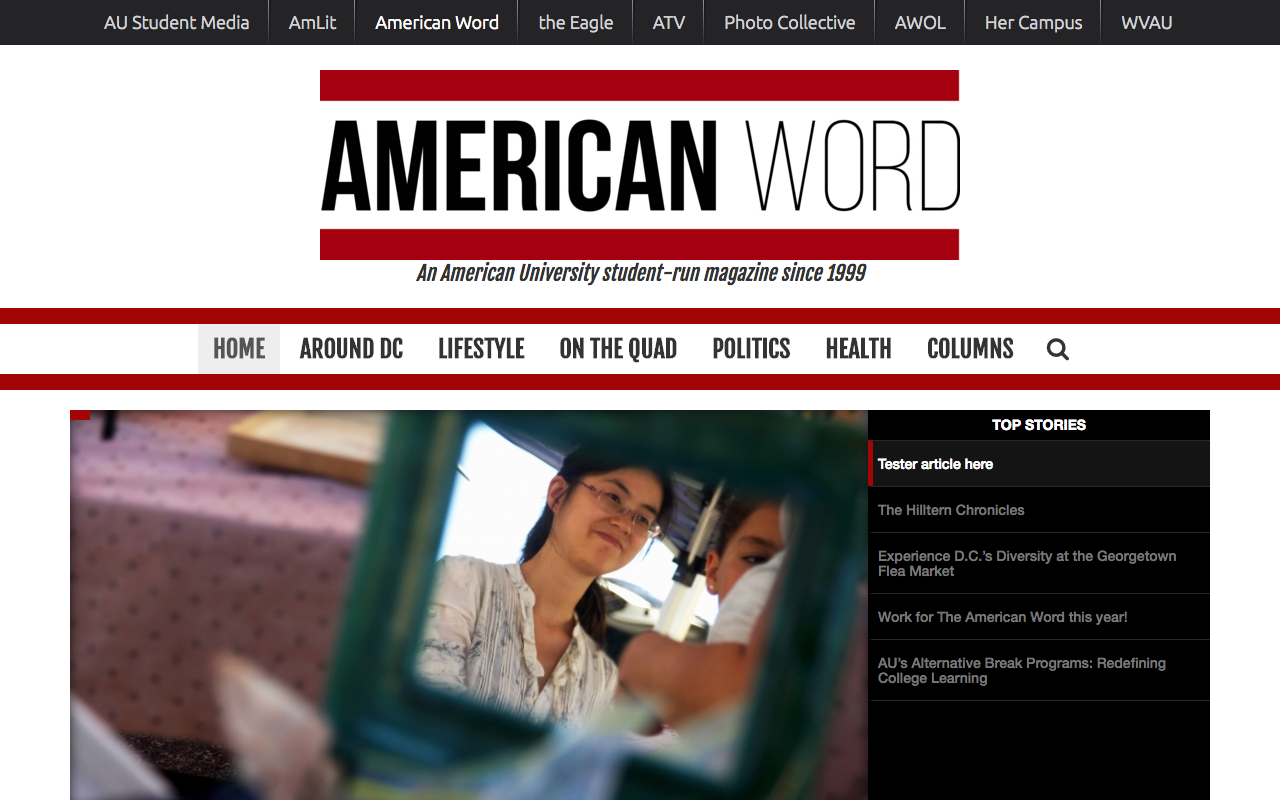 AU Student Media AmLit American Word the Eagle ATV Photo Collective AWOL Her Campus WVAU
AMERICAN WORD
An American University student-run magazine since 1999
HOME AROUND DC LIFESTYLE ON THE QUAD POLITICS HEALTH COLUMNS
TOP STORIES
Tester article here
The Hilltern Chronicles
Experience D.C.'s Diversity at the Georgetown
Flea Market
Work for The American Word this year!
AU's Alternative Break Programs: Redefining
College Learning